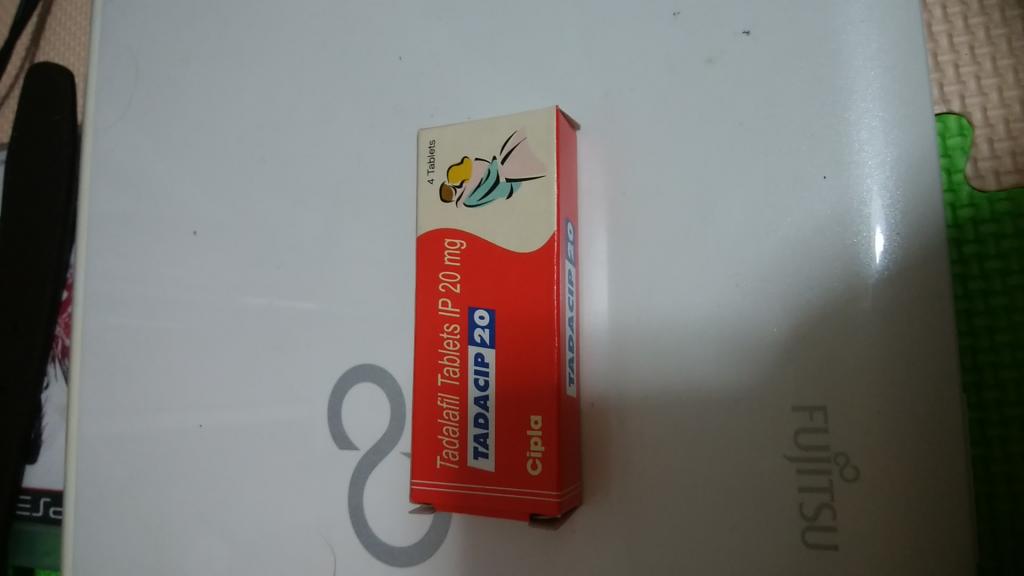 4 Tablets
Tadalafil Tablets IP 20 mg
TADACIP 20
Cipla
TADACIP 20
FUJITSU